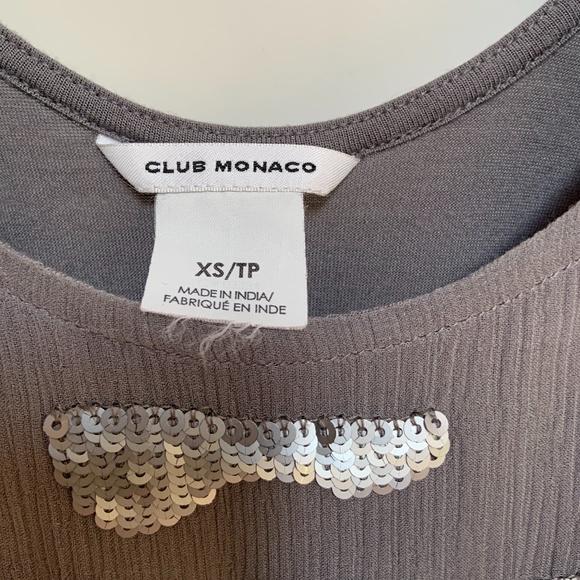 CLUB MONACO
XS/TP
MADE IN INDIA/
FABRIQUÉ EN INDE